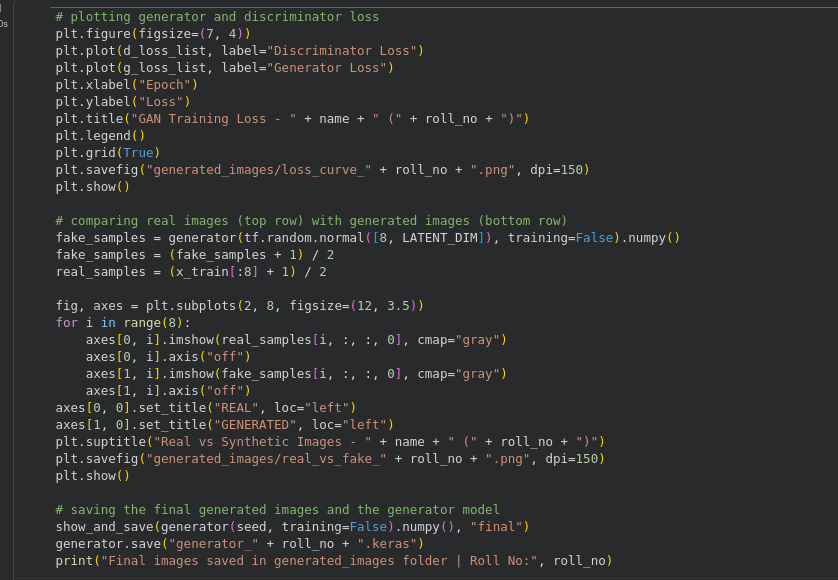 # plotting generator and discriminator loss
plt.figure(figsize=(7, 4))
plt.plot(d_loss_list, label="Discriminator Loss")
plt.plot(g_loss_list, label="Generator Loss")
plt.xlabel("Epoch")
plt.ylabel("Loss")
plt.title("GAN Training Loss - " + name + " (" + roll_no + ")")
plt.legend()
plt.grid(True)
plt.savefig("generated_images/loss_curve_" + roll_no + ".png", dpi=150)
plt.show()

# comparing real images (top row) with generated images (bottom row)
fake_samples = generator(tf.random.normal([8, LATENT_DIM]), training=False).numpy()
fake_samples = (fake_samples + 1) / 2
real_samples = (x_train[:8] + 1) / 2

fig, axes = plt.subplots(2, 8, figsize=(12, 3.5))
for i in range(8):
    axes[0, i].imshow(real_samples[i, :, :, 0], cmap="gray")
    axes[0, i].axis("off")
    axes[1, i].imshow(fake_samples[i, :, :, 0], cmap="gray")
    axes[1, i].axis("off")
axes[0, 0].set_title("REAL", loc="left")
axes[1, 0].set_title("GENERATED", loc="left")
plt.suptitle("Real vs Synthetic Images - " + name + " (" + roll_no + ")")
plt.savefig("generated_images/real_vs_fake_" + roll_no + ".png", dpi=150)
plt.show()

# saving the final generated images and the generator model
show_and_save(generator(seed, training=False).numpy(), "final")
generator.save("generator_" + roll_no + ".keras")
print("Final images saved in generated_images folder | Roll No:", roll_no)